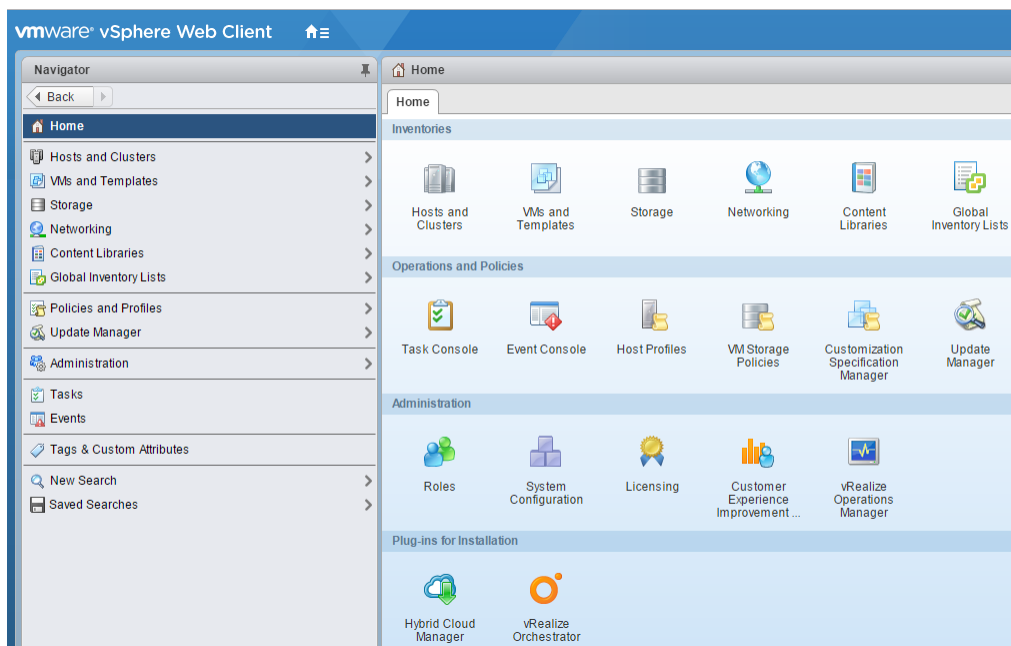 vmware® vSphere Web Client
Navigator
Back
Home
Hosts and Clusters
VMs and Templates
Storage
Networking
Content Libraries
Global Inventory Lists
Policies and Profiles
Update Manager
Administration
Tasks
Events
Tags & Custom Attributes
New Search
Saved Searches
Home
Home
Inventories
Hosts and
Clusters
VMs and
Templates
Storage
Networking
Content
Libraries
Global
Inventory Lists
Operations and Policies
Task Console
Event Console
Host Profiles
VM Storage
Policies
Customization
Specification
Manager
Update
Manager
Administration
Roles
System
Configuration
Licensing
Customer
Experience
Improvement ...
vRealize
Operations
Manager
Plug-ins for Installation
Hybrid Cloud
Manager
vRealize
Orchestrator